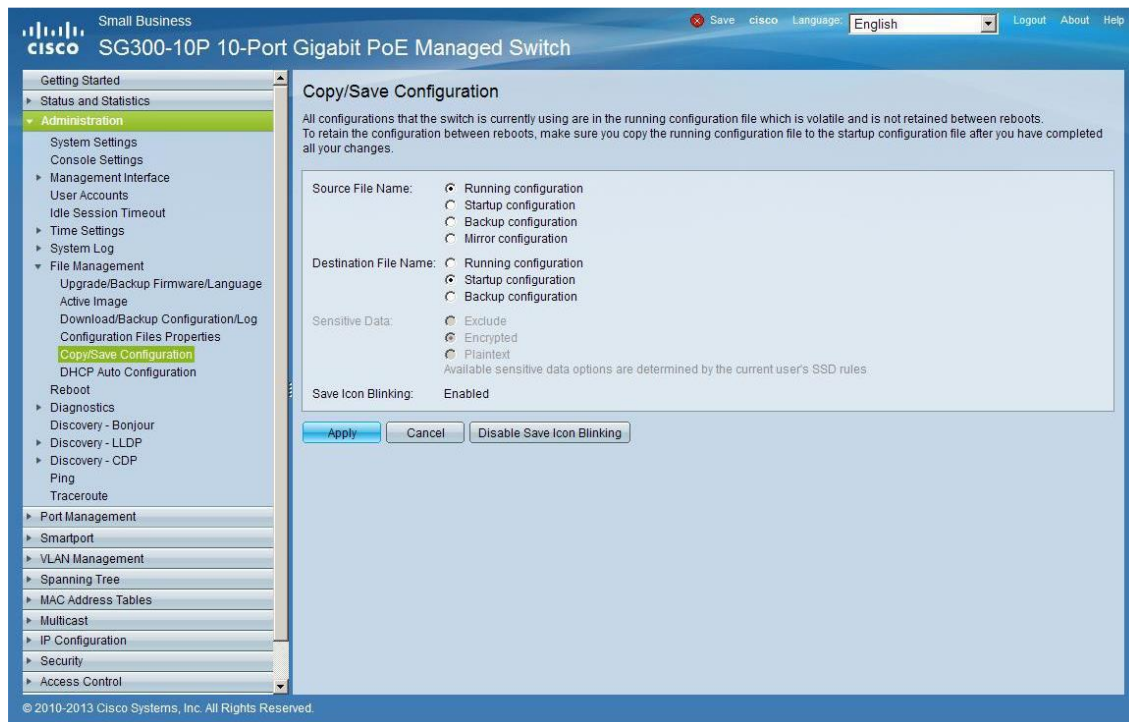 Small Business
Save cisco Language: English Logout About Help
cisco SG300-10P 10-Port Gigabit PoE Managed Switch
Getting Started
Status and Statistics
Administration
System Settings
Console Settings
Management Interface
User Accounts
Idle Session Timeout
Time Settings
System Log
File Management
Upgrade/Backup Firmware/Language
Active Image
Download/Backup Configuration/Log
Configuration Files Properties
Copy/Save Configuration
DHCP Auto Configuration
Reboot
Diagnostics
Discovery - Bonjour
Discovery - LLDP
Discovery - CDP
Ping
Traceroute
Port Management
Smartport
VLAN Management
Spanning Tree
MAC Address Tables
Multicast
IP Configuration
Security
Access Control
Copy/Save Configuration
All configurations that the switch is currently using are in the running configuration file which is volatile and is not retained between reboots.
To retain the configuration between reboots, make sure you copy the running configuration file to the startup configuration file after you have completed
all your changes.
Source File Name: Running configuration
Startup configuration
Backup configuration
Mirror configuration
Destination File Name: Running configuration
Startup configuration
Backup configuration
Sensitive Data: Exclude
Encrypted
Plaintext
Available sensitive data options are determined by the current user's SSD rules
Save Icon Blinking: Enabled
Apply Cancel Disable Save Icon Blinking
© 2010-2013 Cisco Systems, Inc. All Rights Reserved.